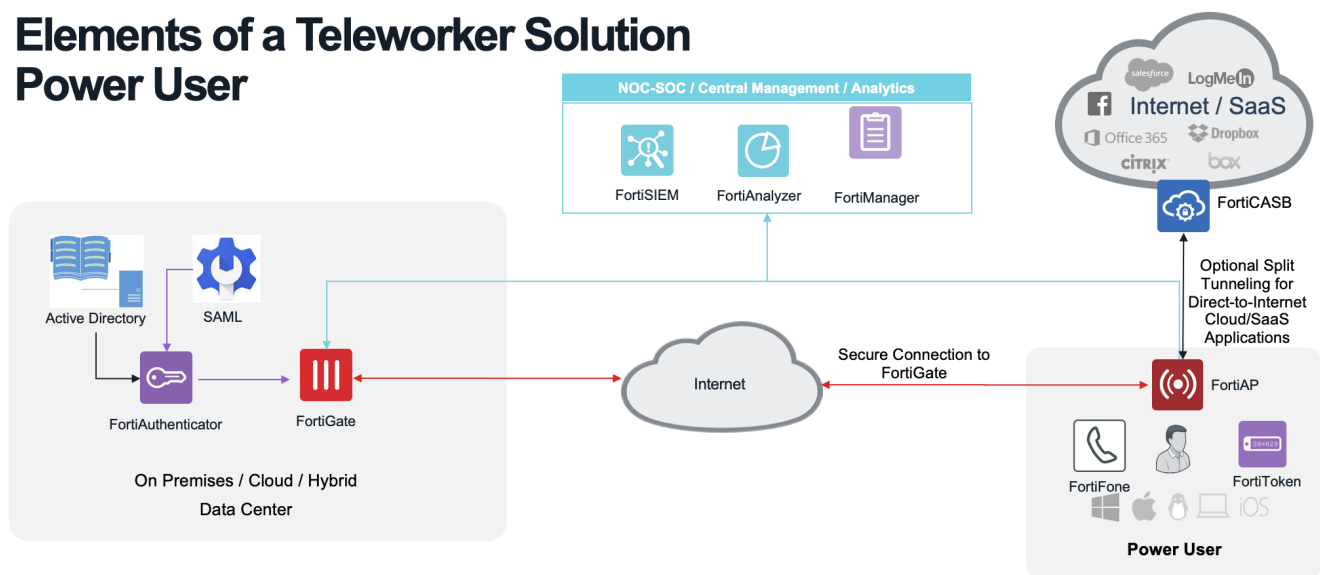 Elements of a Teleworker Solution
Power User
NOC-SOC / Central Management / Analytics
FortiSIEM
FortiAnalyzer
FortiManager
salesforce
LogMeIn
Internet / SaaS
Office 365
Dropbox
CITRIX
box
FortiCASB
Optional Split
Tunneling for
Direct-to-Internet
Cloud/SaaS
Applications
Active Directory
SAML
FortiAuthenticator
FortiGate
On Premises / Cloud / Hybrid
Data Center
Internet
Secure Connection to
FortiGate
FortiAP
FortiFone
384629
FortiToken
iOS
Power User